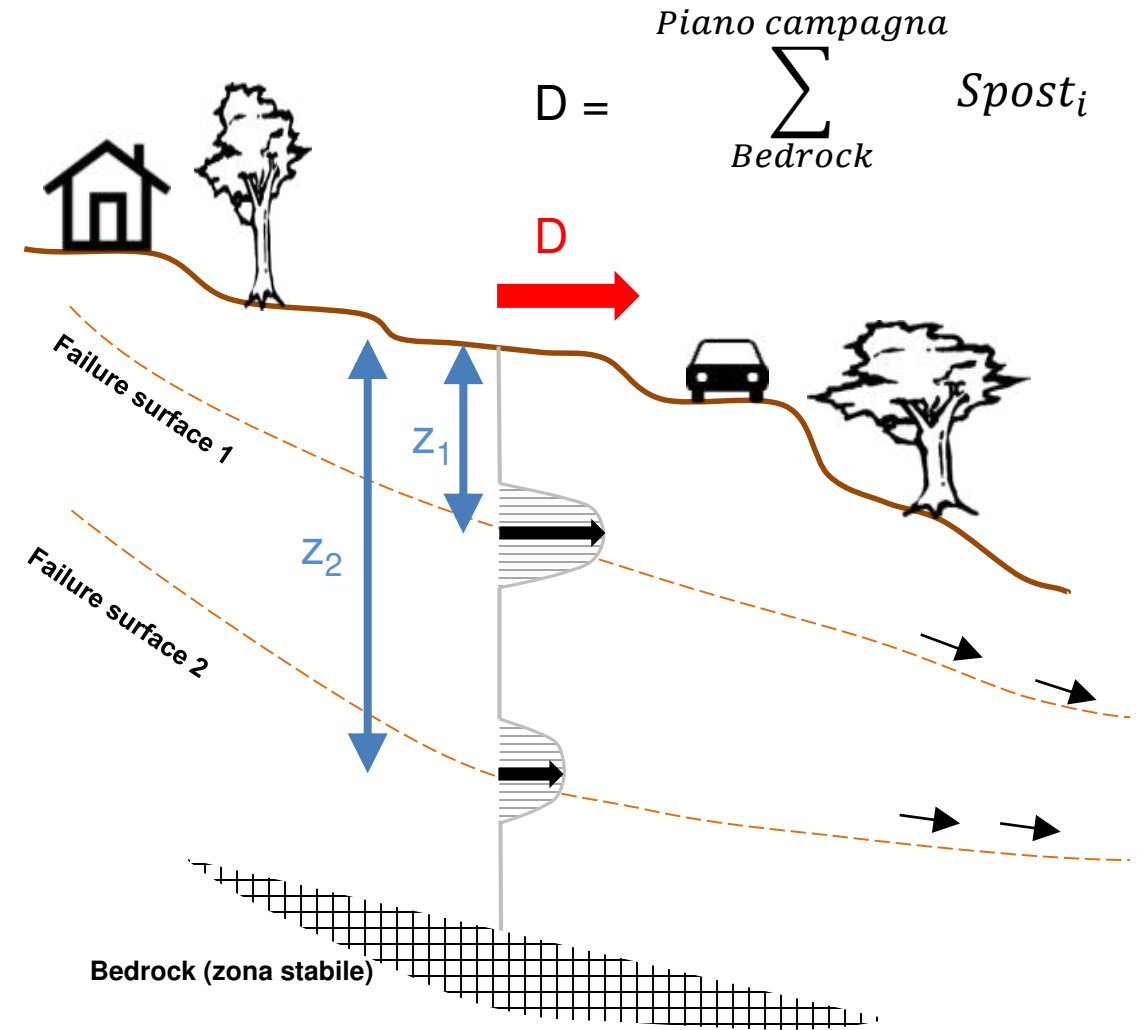 Piano campagna
D = ∑ Spost_i
Bedrock
D
Failure surface 1
z_1
z_2
Failure surface 2
Bedrock (zona stabile)